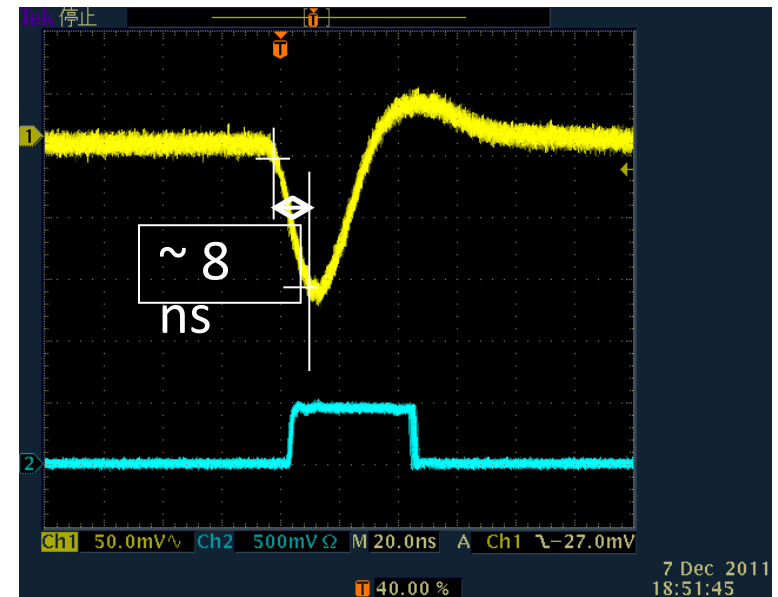 Tek 停止
T
T
1
~ 8
ns
2
Ch1 50.0mV∿ Ch2 500mVΩ M 20.0ns A Ch1 ㄟ-27.0mV
T 40.00 %
7 Dec 2011
18:51:45